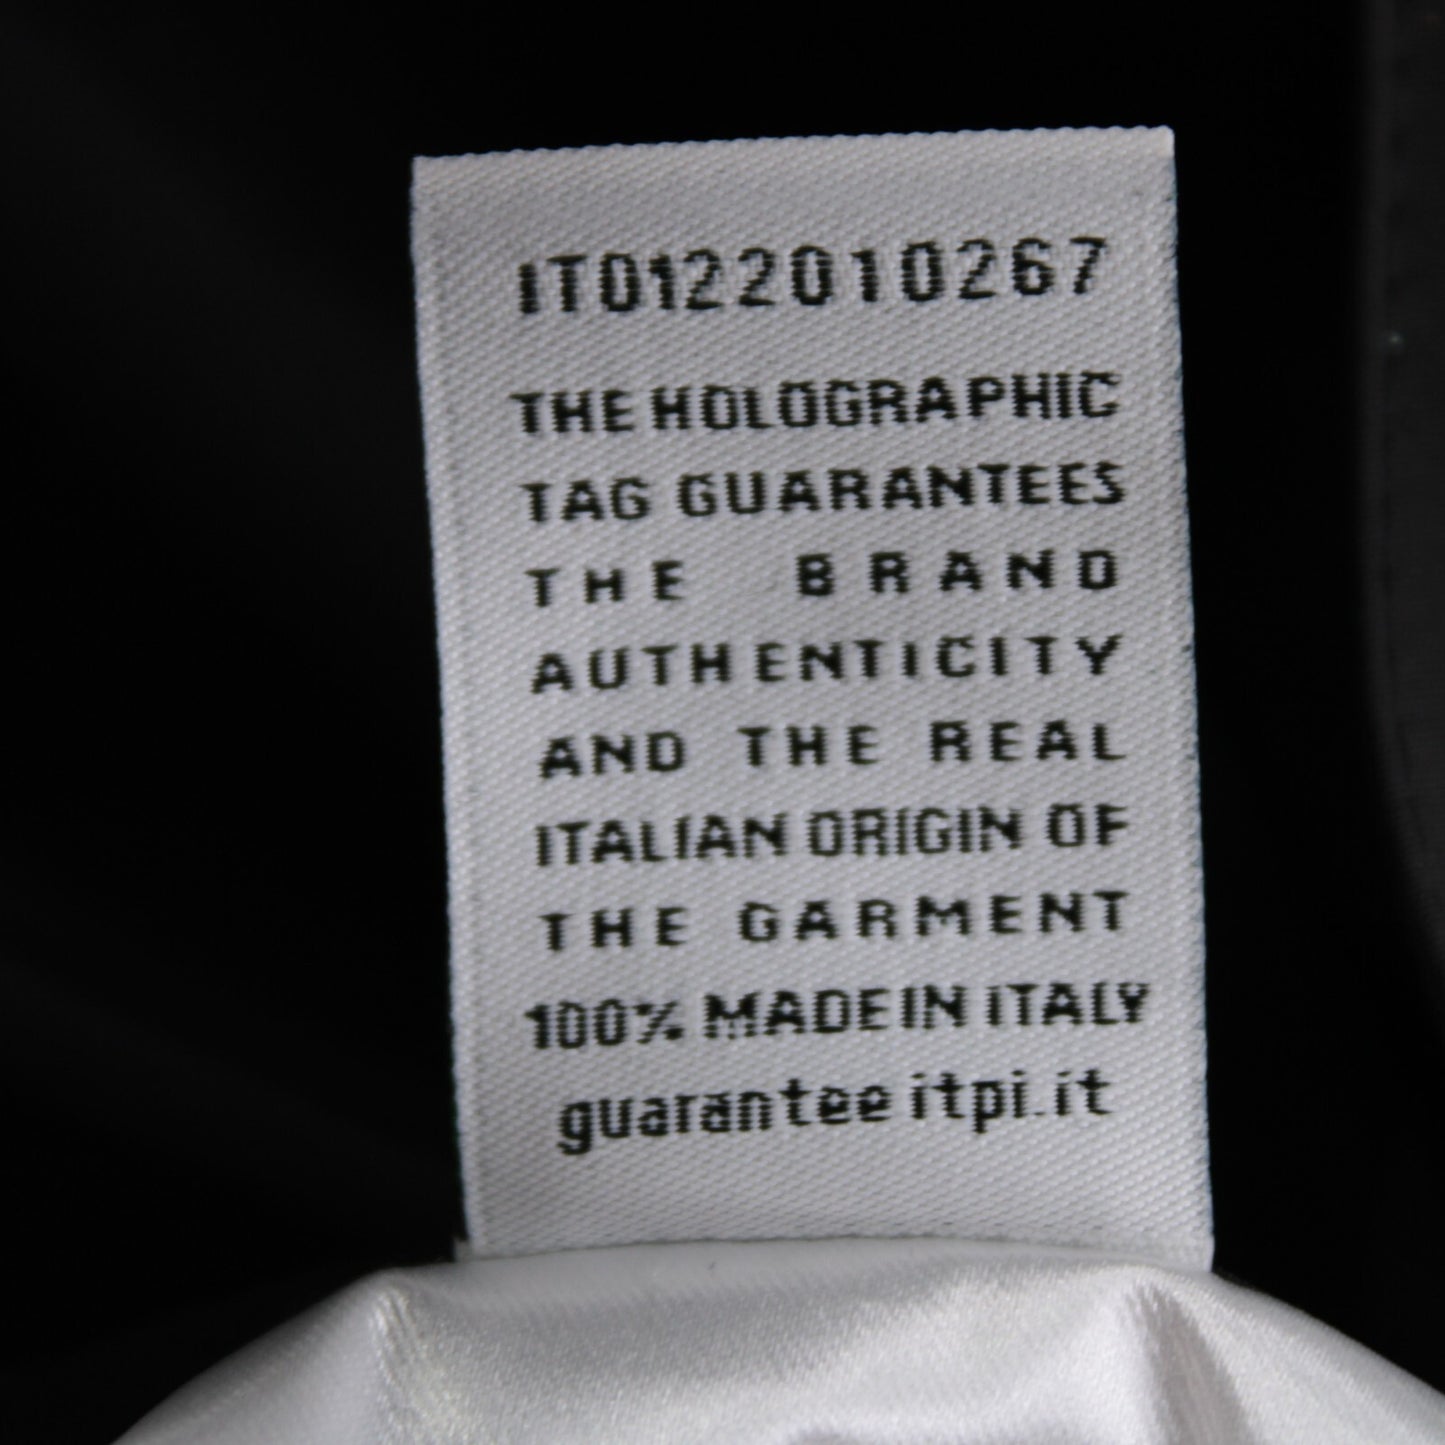 IT0122010267
THE HOLOGRAPHIC
TAG GUARANTEES
THE BRAND
AUTHENTICITY
AND THE REAL
ITALIAN ORIGIN OF
THE GARMENT
100% MADE IN ITALY
guarantee itpi.it